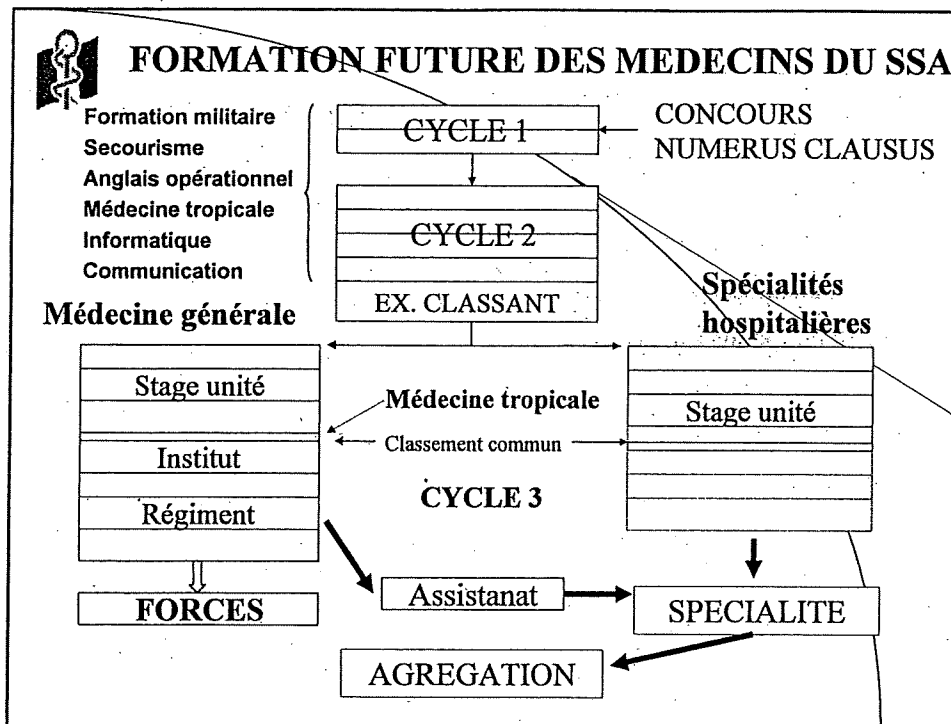 FORMATION FUTURE DES MEDECINS DU SSA
Formation militaire
Secourisme
Anglais opérationnel
Médecine tropicale
Informatique
Communication
CYCLE 1
CONCOURS
NUMERUS CLAUSUS
CYCLE 2
EX. CLASSANT
Médecine générale
Spécialités
hospitalières
Stage unité
Institut
Régiment
FORCES
Médecine tropicale
Classement commun
CYCLE 3
Stage unité
Assistanat
SPECIALITE
AGREGATION